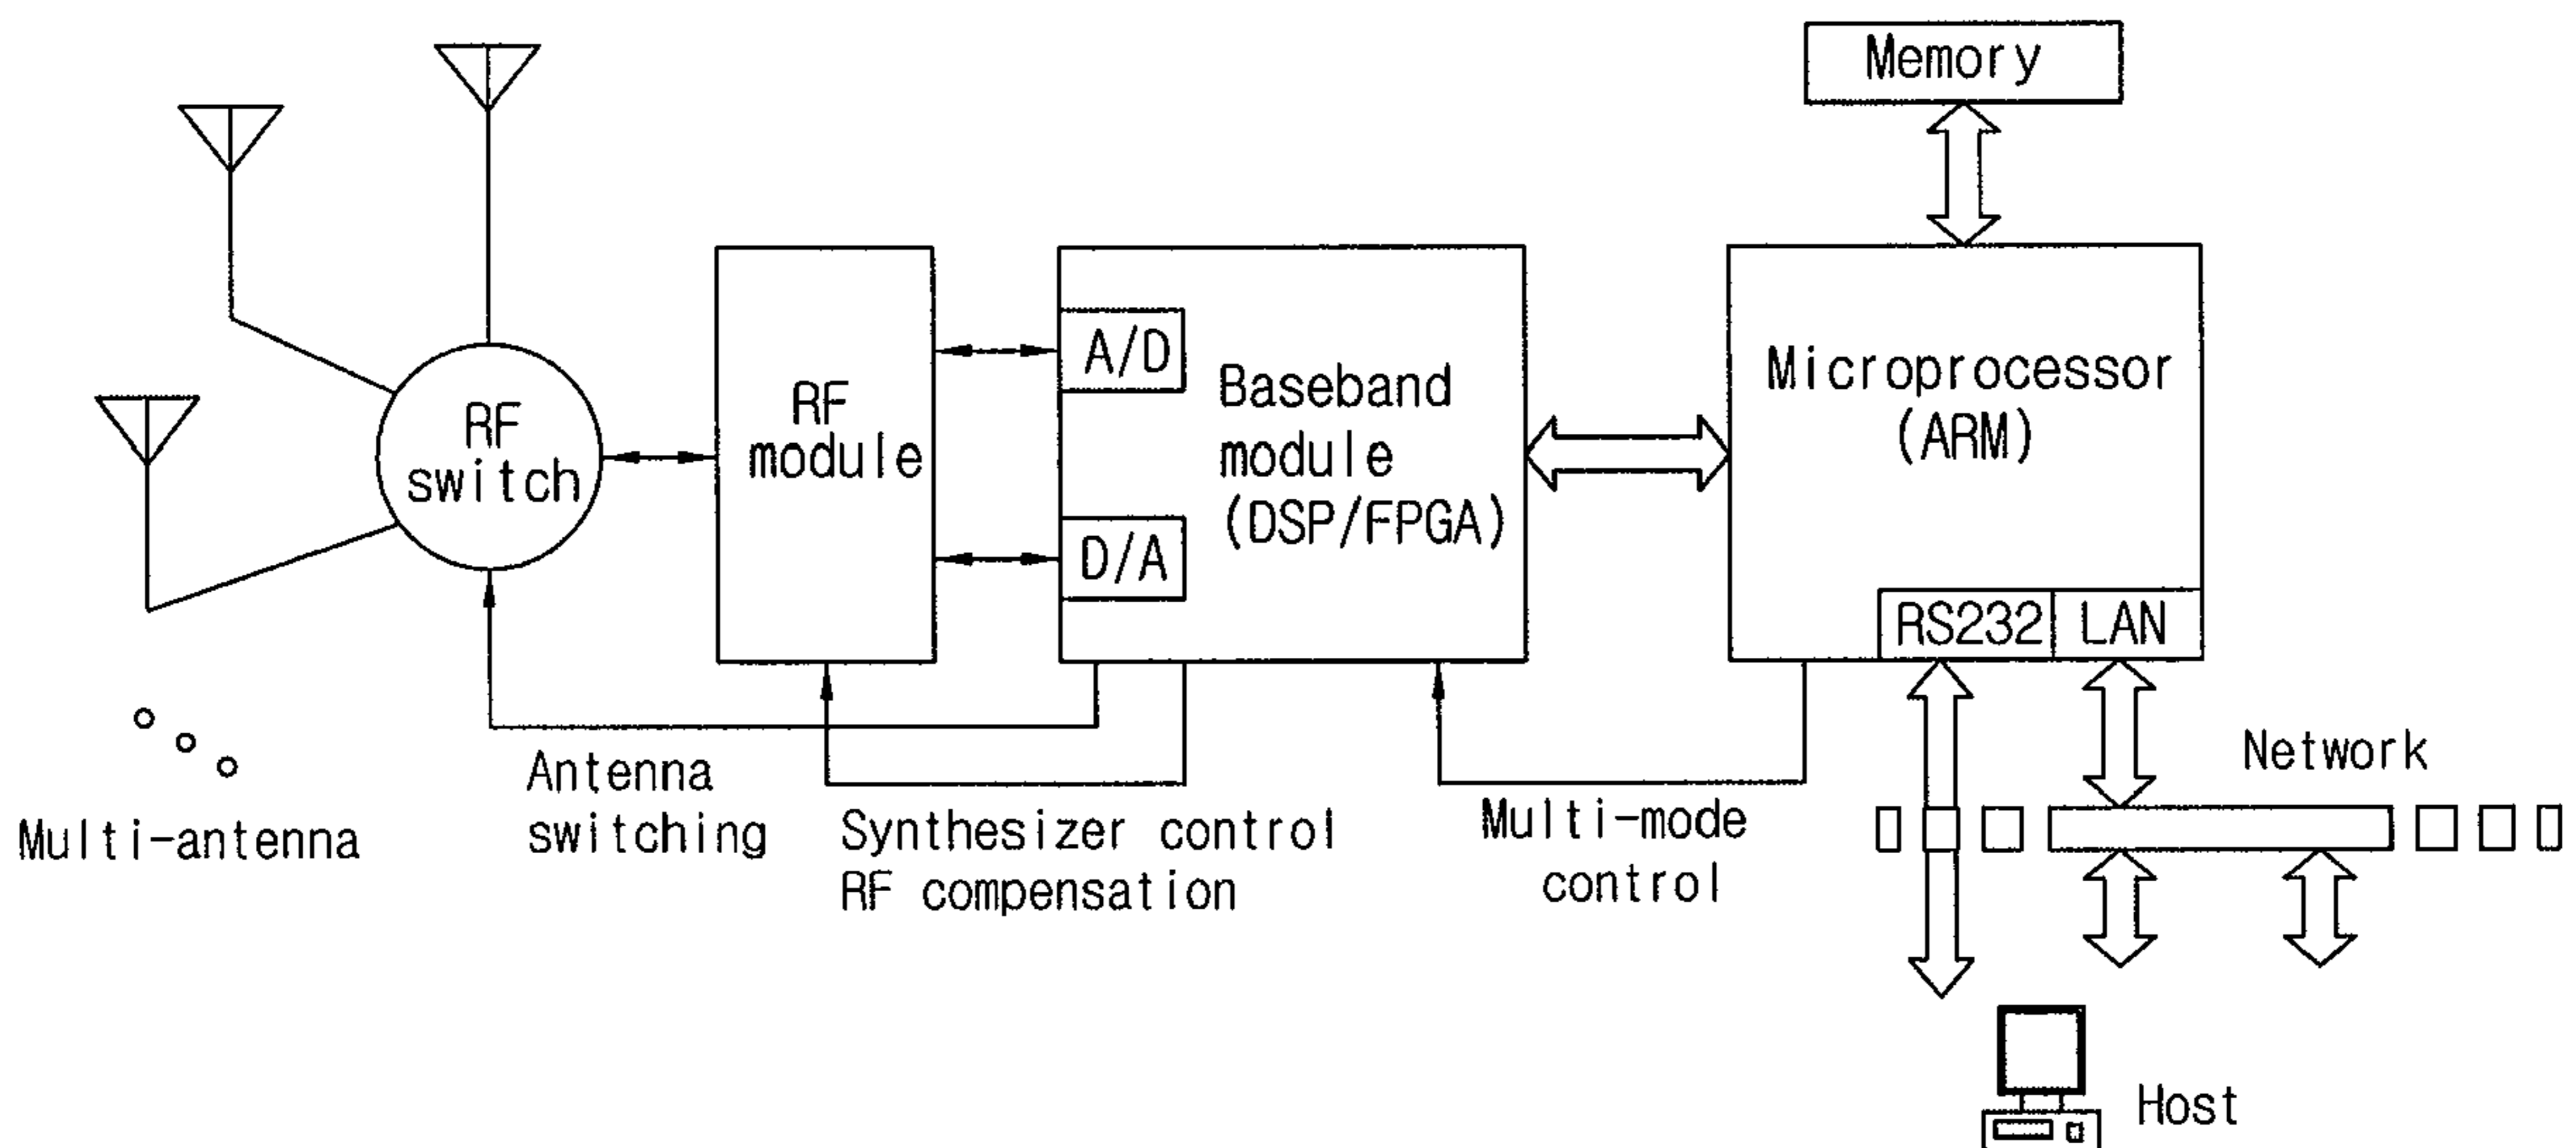 Memory
RF
switch
RF
module
A/D
D/A
Baseband
module
(DSP/FPGA)
Microprocessor
(ARM)
RS232
LAN
Multi-antenna
Antenna
switching
Synthesizer control
RF compensation
Multi-mode
control
Network
Host